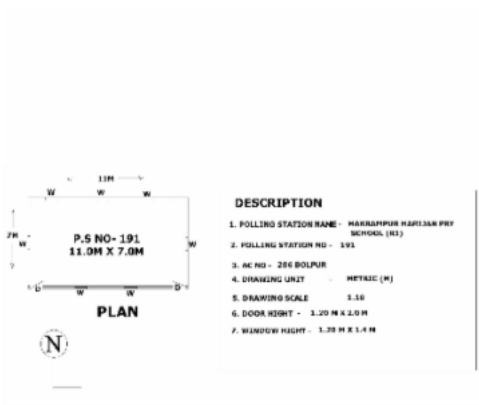 11M
W W W
7M
W
W
P.S NO- 191
11.0M X 7.0M
D W W D
PLAN
N
DESCRIPTION
1. POLLING STATION NAME - MAKRAMPUR HARIJAN PRY
SCHOOL (R1)
2. POLLING STATION NO - 191
3. AC NO - 286 BOLPUR
4. DRAWING UNIT - METRIC (M)
5. DRAWING SCALE 1.10
6. DOOR HIGHT - 1.20 M X 2.0 M
7. WINDOW HIGHT - 1.20 M X 1.4 M